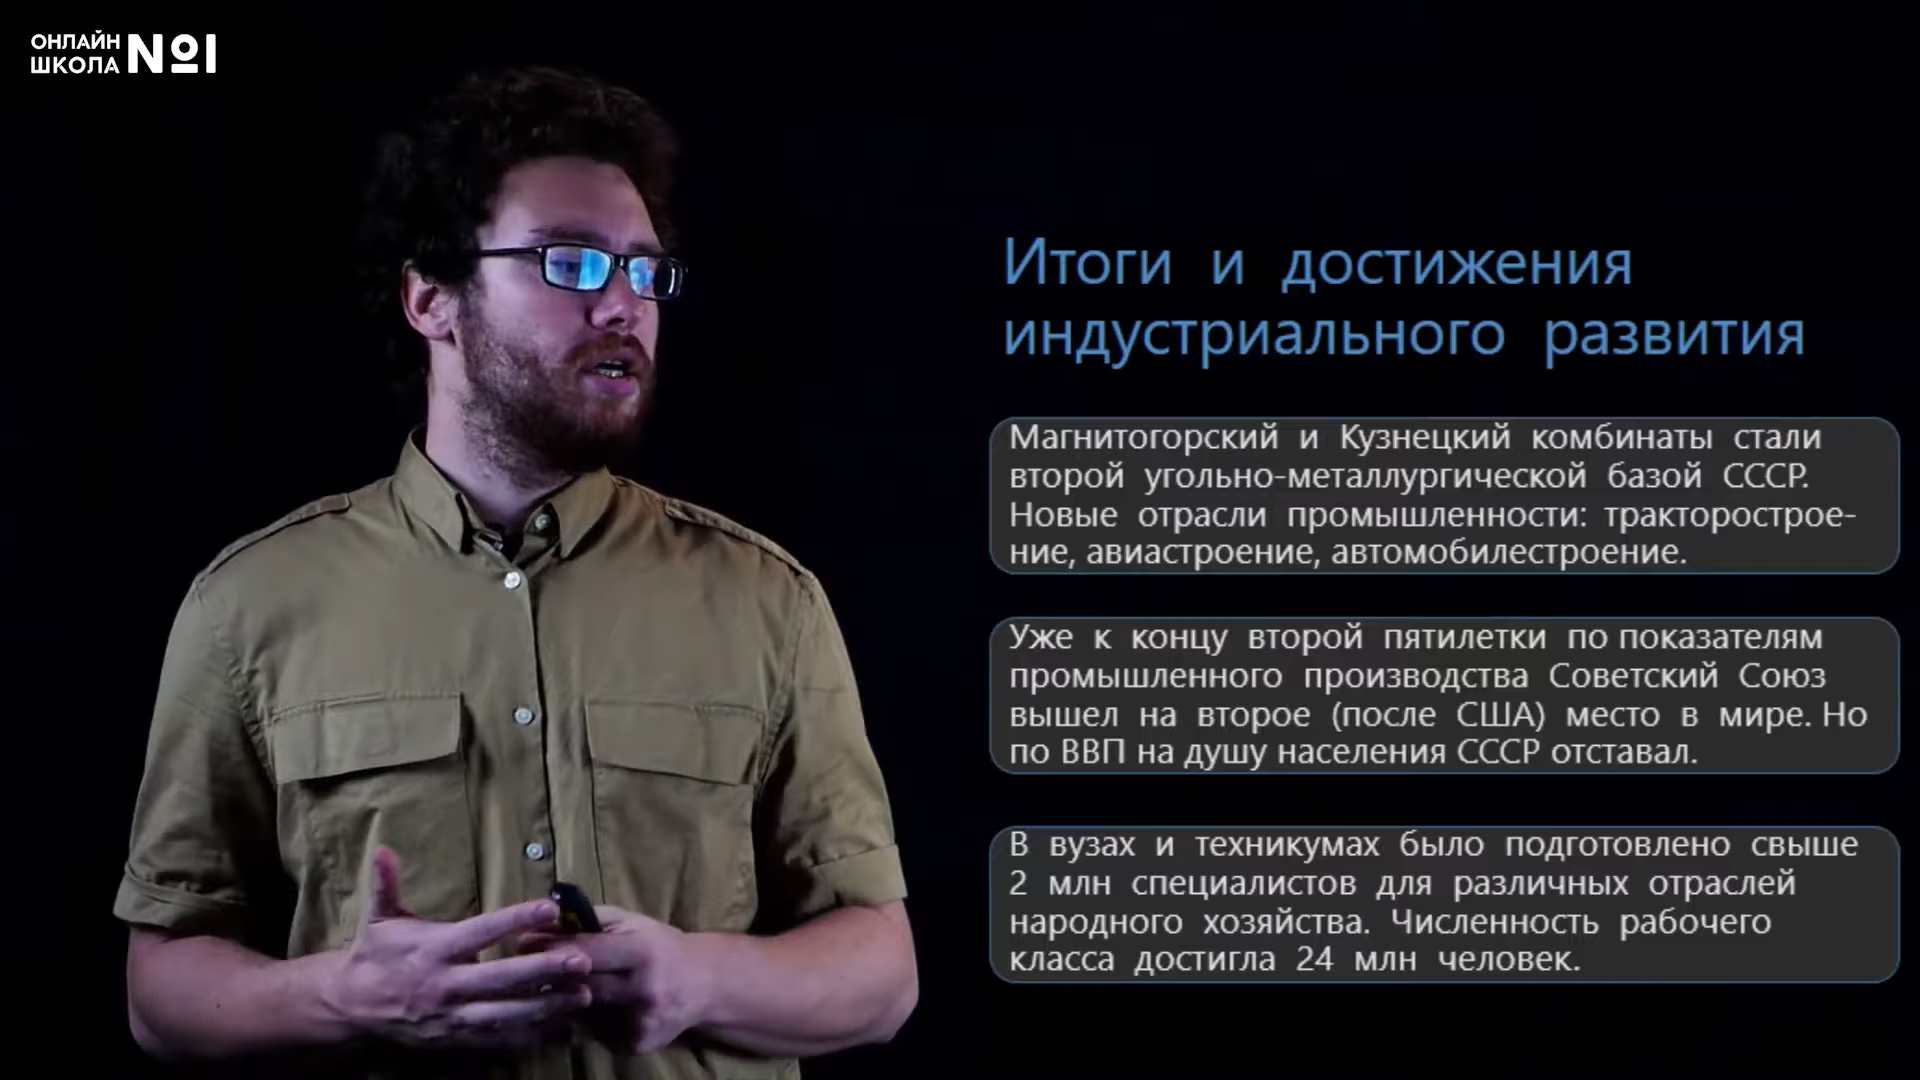 ОНЛАЙН
ШКОЛА №1
Итоги и достижения
индустриального развития
Магнитогорский и Кузнецкий комбинаты стали
второй угольно-металлургической базой СССР.
Новые отрасли промышленности: тракторострое-
ние, авиастроение, автомобилестроение.
Уже к концу второй пятилетки по показателям
промышленного производства Советский Союз
вышел на второе (после США) место в мире. Но
по ВВП на душу населения СССР отставал.
В вузах и техникумах было подготовлено свыше
2 млн специалистов для различных отраслей
народного хозяйства. Численность рабочего
класса достигла 24 млн человек.